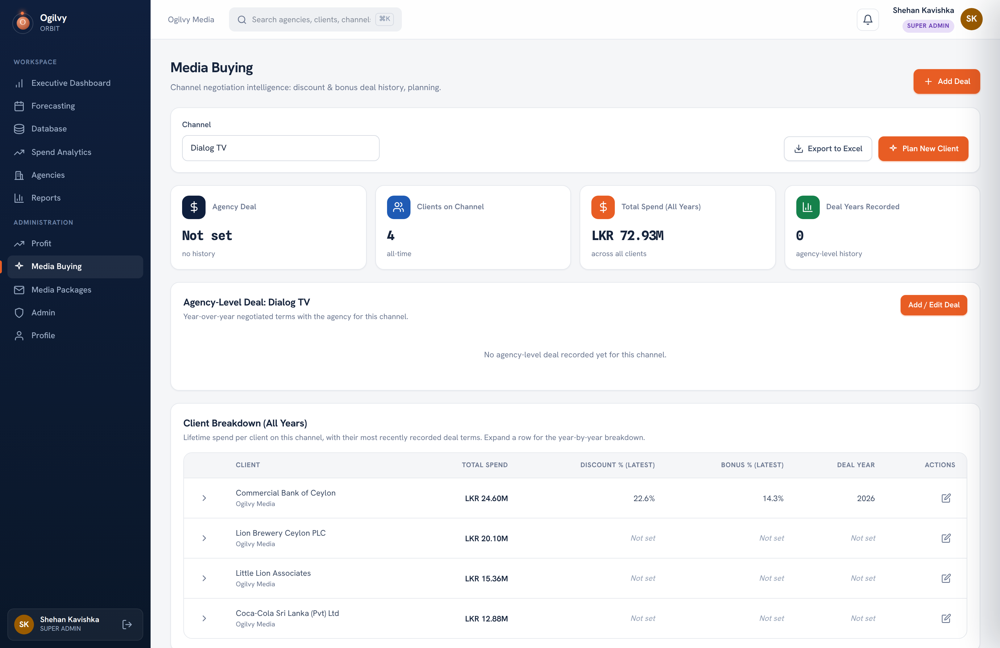 O
Ogilvy
ORBIT
WORKSPACE
Executive Dashboard
Forecasting
Database
Spend Analytics
Agencies
Reports
ADMINISTRATION
Profit
Media Buying
Media Packages
Admin
Profile
SK
Shehan Kavishka
SUPER ADMIN
Ogilvy Media
Search agencies, clients, channel
⌘K
Shehan Kavishka
SUPER ADMIN
SK
Media Buying
Channel negotiation intelligence: discount & bonus deal history, planning.
+ Add Deal
Channel
Dialog TV
Export to Excel
Plan New Client
$ Agency Deal
Not set
no history
Clients on Channel
4
all-time
$ Total Spend (All Years)
LKR 72.93M
across all clients
Deal Years Recorded
0
agency-level history
Agency-Level Deal: Dialog TV
Year-over-year negotiated terms with the agency for this channel.
Add / Edit Deal
No agency-level deal recorded yet for this channel.
Client Breakdown (All Years)
Lifetime spend per client on this channel, with their most recently recorded deal terms. Expand a row for the year-by-year breakdown.
CLIENT TOTAL SPEND DISCOUNT % (LATEST) BONUS % (LATEST) DEAL YEAR ACTIONS
Commercial Bank of Ceylon
Ogilvy Media
LKR 24.60M 22.6% 14.3% 2026
Lion Brewery Ceylon PLC
Ogilvy Media
LKR 20.10M Not set Not set Not set
Little Lion Associates
Ogilvy Media
LKR 15.36M Not set Not set Not set
Coca-Cola Sri Lanka (Pvt) Ltd
Ogilvy Media
LKR 12.88M Not set Not set Not set